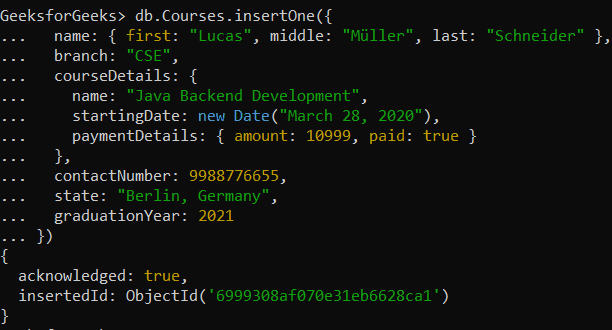 GeeksforGeeks> db.Courses.insertOne({
...   name: { first: "Lucas", middle: "Müller", last: "Schneider" },
...   branch: "CSE",
...   courseDetails: {
...     name: "Java Backend Development",
...     startingDate: new Date("March 28, 2020"),
...     paymentDetails: { amount: 10999, paid: true }
...   },
...   contactNumber: 9988776655,
...   state: "Berlin, Germany",
...   graduationYear: 2021
... })
{
  acknowledged: true,
  insertedId: ObjectId('6999308af070e31eb6628ca1')
}